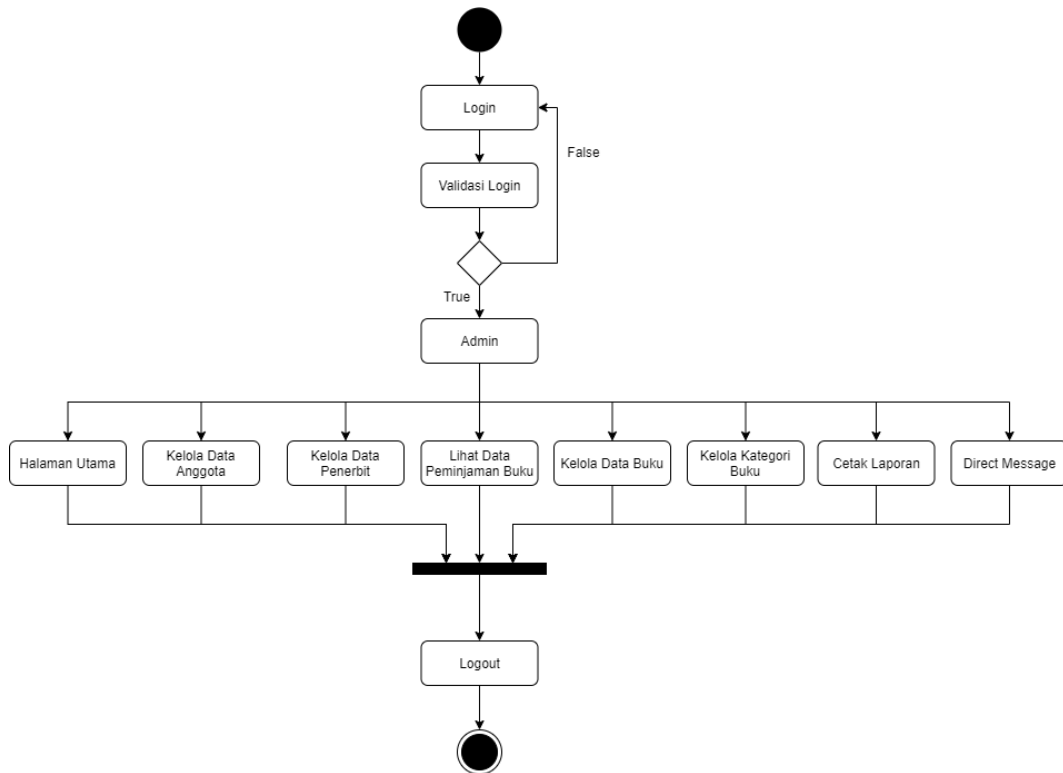 Login
False
Validasi Login
True
Admin
Halaman Utama
Kelola Data
Anggota
Kelola Data
Penerbit
Lihat Data
Peminjaman Buku
Kelola Data Buku
Kelola Kategori
Buku
Cetak Laporan
Direct Message
Logout